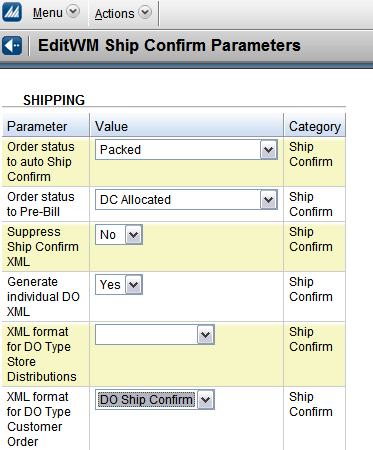 Menu Actions
EditWM Ship Confirm Parameters
SHIPPING
Parameter Value Category
Order status to auto Ship Confirm Packed Ship Confirm
Order status to Pre-Bill DC Allocated Ship Confirm
Suppress Ship Confirm XML No Ship Confirm
Generate individual DO XML Yes Ship Confirm
XML format for DO Type Store Distributions Ship Confirm
XML format for DO Type Customer Order DO Ship Confirm Ship Confirm